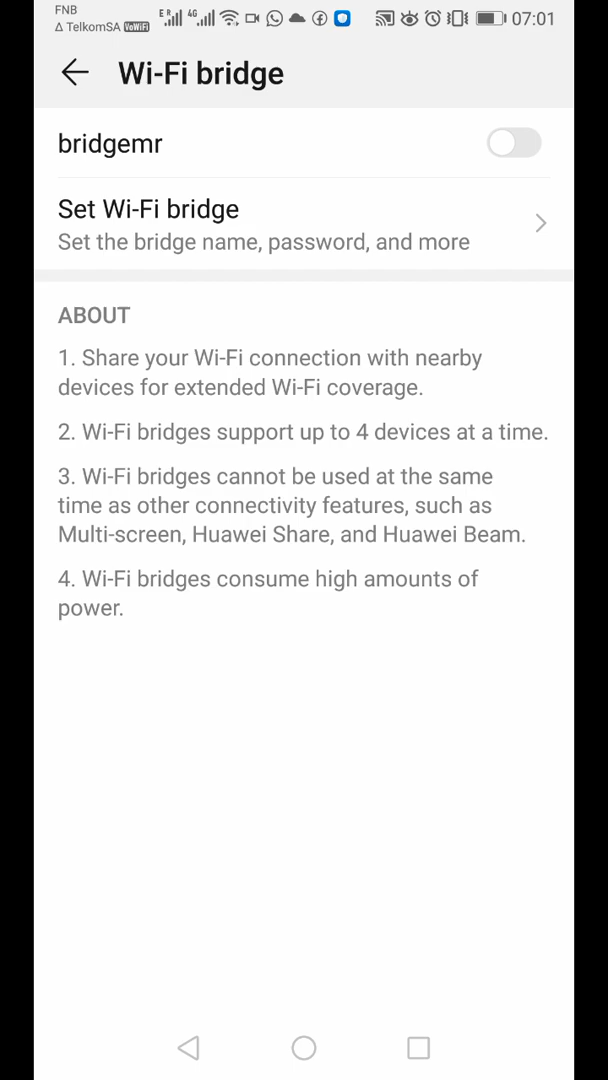 FNB
TelkomSA VoWiFi
E R 4G 07:01
Wi-Fi bridge
bridgemr
Set Wi-Fi bridge
Set the bridge name, password, and more
ABOUT
1. Share your Wi-Fi connection with nearby
devices for extended Wi-Fi coverage.
2. Wi-Fi bridges support up to 4 devices at a time.
3. Wi-Fi bridges cannot be used at the same
time as other connectivity features, such as
Multi-screen, Huawei Share, and Huawei Beam.
4. Wi-Fi bridges consume high amounts of
power.